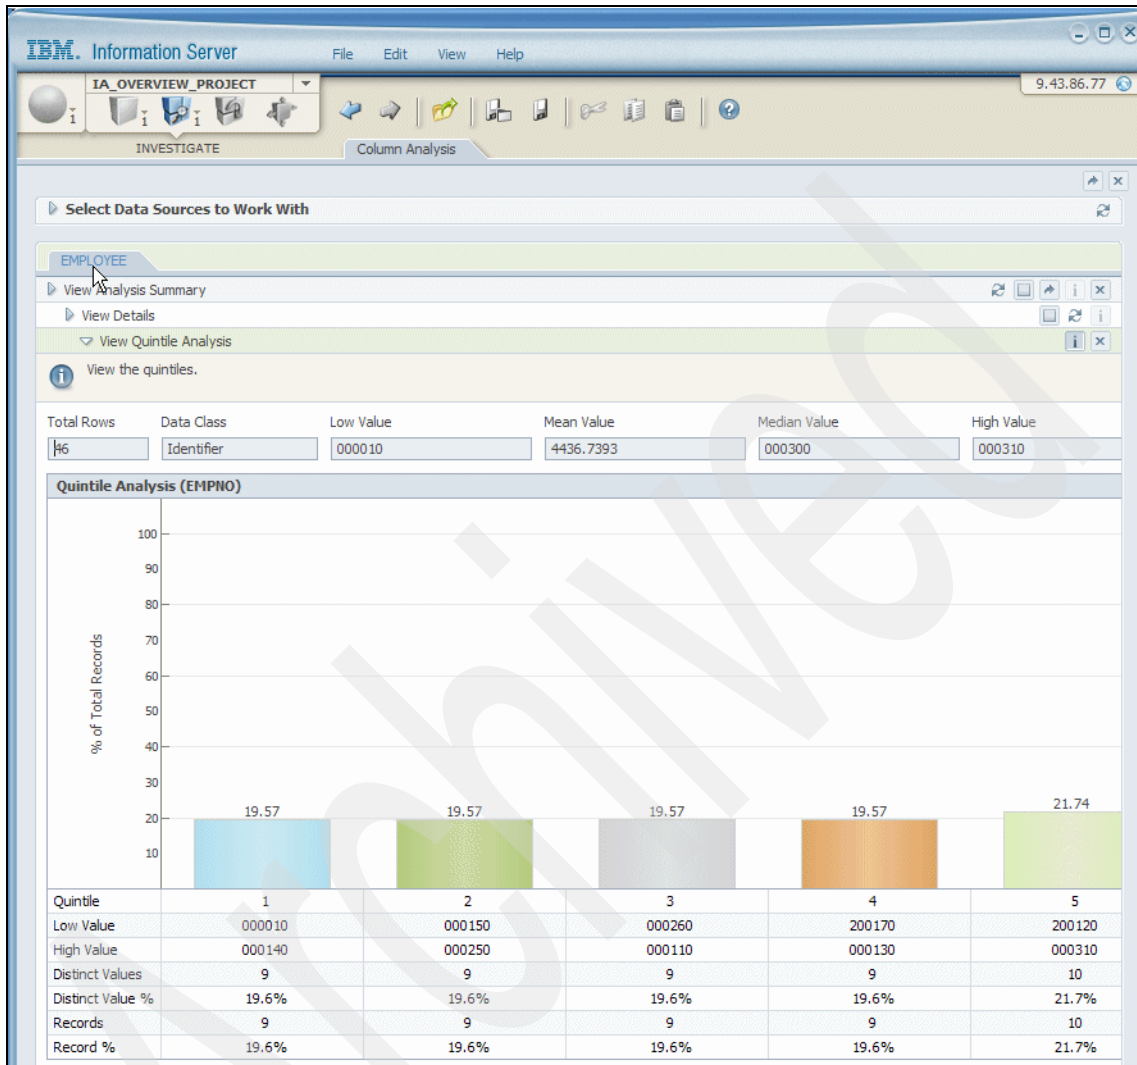 IBM. Information Server File Edit View Help
IA_OVERVIEW_PROJECT 9.43.86.77
INVESTIGATE Column Analysis
Select Data Sources to Work With
EMPLOYEE
View Analysis Summary
View Details
View Quintile Analysis
View the quintiles.
Total Rows Data Class Low Value Mean Value Median Value High Value
46 Identifier 000010 4436.7393 000300 000310
Quintile Analysis (EMPNO)
% of Total Records
100
90
80
70
60
50
40
30
20
10
19.57 19.57 19.57 19.57 21.74
Quintile 1 2 3 4 5
Low Value 000010 000150 000260 200170 200120
High Value 000140 000250 000110 000130 000310
Distinct Values 9 9 9 9 10
Distinct Value % 19.6% 19.6% 19.6% 19.6% 21.7%
Records 9 9 9 9 10
Record % 19.6% 19.6% 19.6% 19.6% 21.7%
Archived